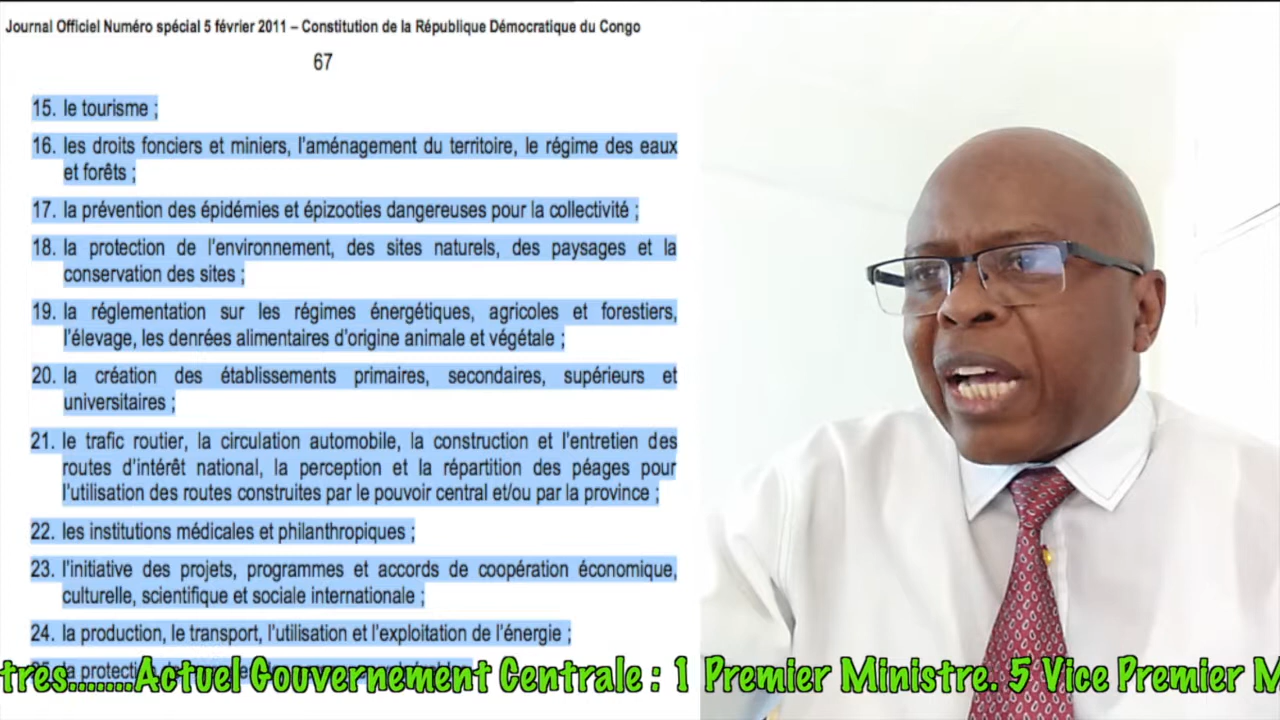 Journal Officiel Numéro spécial 5 février 2011 – Constitution de la République Démocratique du Congo
67
15. le tourisme ;
16. les droits fonciers et miniers, l'aménagement du territoire, le régime des eaux
et forêts ;
17. la prévention des épidémies et épizooties dangereuses pour la collectivité ;
18. la protection de l'environnement, des sites naturels, des paysages et la
conservation des sites ;
19. la réglementation sur les régimes énergétiques, agricoles et forestiers,
l'élevage, les denrées alimentaires d'origine animale et végétale ;
20. la création des établissements primaires, secondaires, supérieurs et
universitaires ;
21. le trafic routier, la circulation automobile, la construction et l'entretien des
routes d'intérêt national, la perception et la répartition des péages pour
l'utilisation des routes construites par le pouvoir central et/ou par la province ;
22. les institutions médicales et philanthropiques ;
23. l'initiative des projets, programmes et accords de coopération économique,
culturelle, scientifique et sociale internationale ;
24. la production, le transport, l'utilisation et l'exploitation de l'énergie ;
25. la
tres........Actuel Gouvernement Centrale : 1 Premier Ministre. 5 Vice Premier M